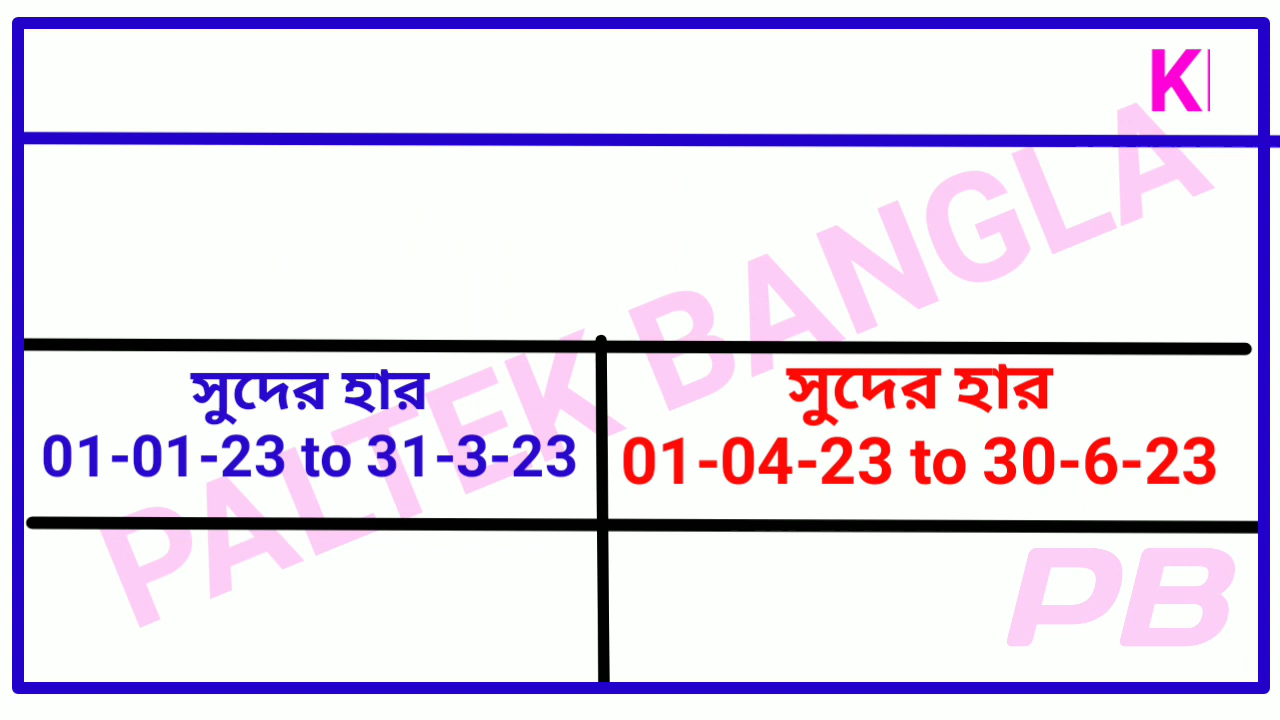 K
সুদের হার
01-01-23 to 31-3-23
সুদের হার
01-04-23 to 30-6-23
PALTEK BANGLA
PB